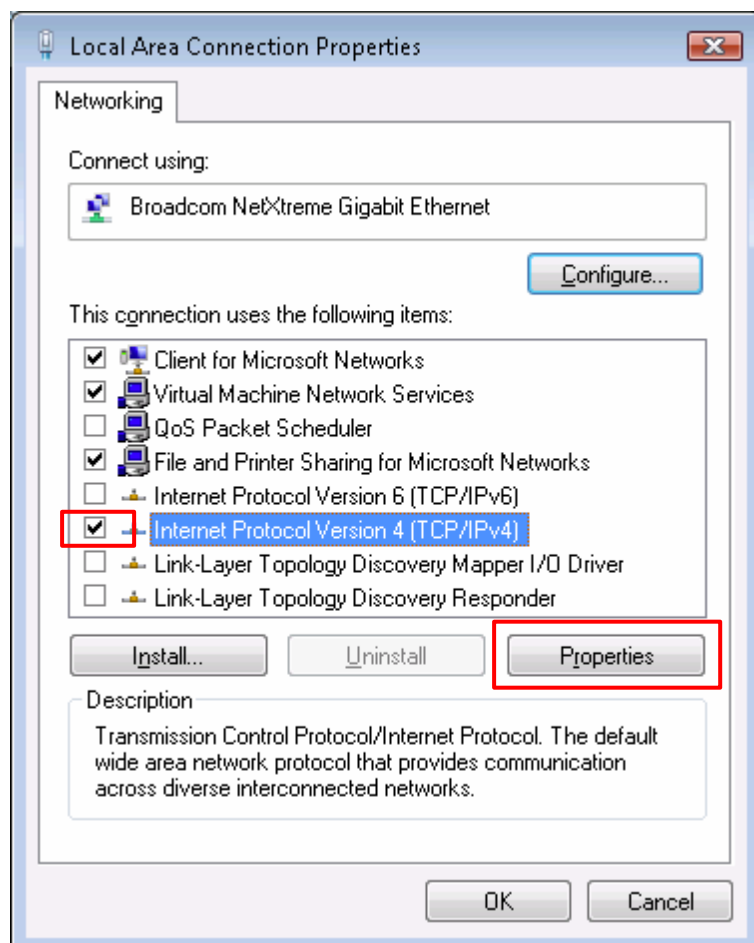 Local Area Connection Properties
Networking
Connect using:
Broadcom NetXtreme Gigabit Ethernet
Configure...
This connection uses the following items:
Client for Microsoft Networks
Virtual Machine Network Services
QoS Packet Scheduler
File and Printer Sharing for Microsoft Networks
Internet Protocol Version 6 (TCP/IPv6)
Internet Protocol Version 4 (TCP/IPv4)
Link-Layer Topology Discovery Mapper I/O Driver
Link-Layer Topology Discovery Responder
Install... Uninstall Properties
Description
Transmission Control Protocol/Internet Protocol. The default
wide area network protocol that provides communication
across diverse interconnected networks.
OK Cancel